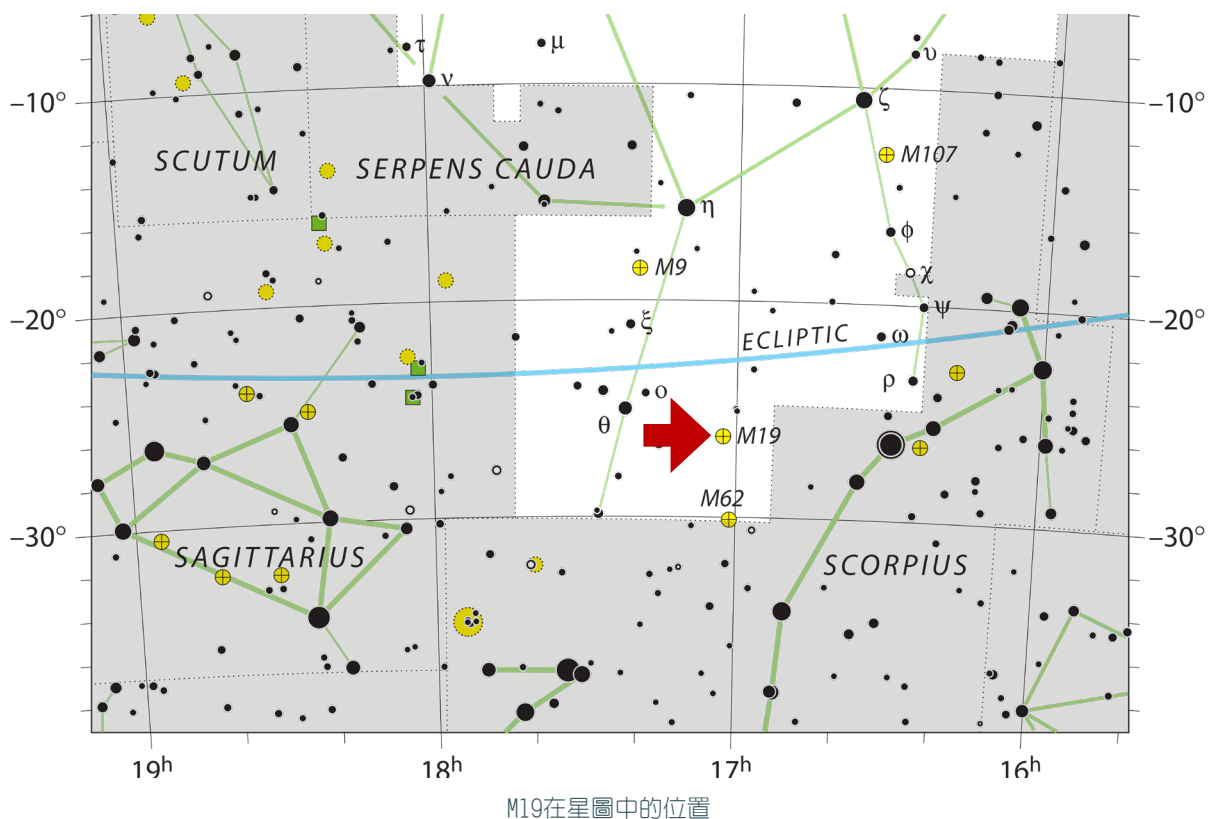 τ
μ
υ
ν
−10° −10°
ζ
SCUTUM
SERPENS CAUDA
M107
η
φ
M9
χ
−20° −20°
ξ
ψ
ECLIPTIC
ω
ρ
ο
θ
M19
M62
−30° −30°
SAGITTARIUS
SCORPIUS
19h 18h 17h 16h
M19在星圖中的位置